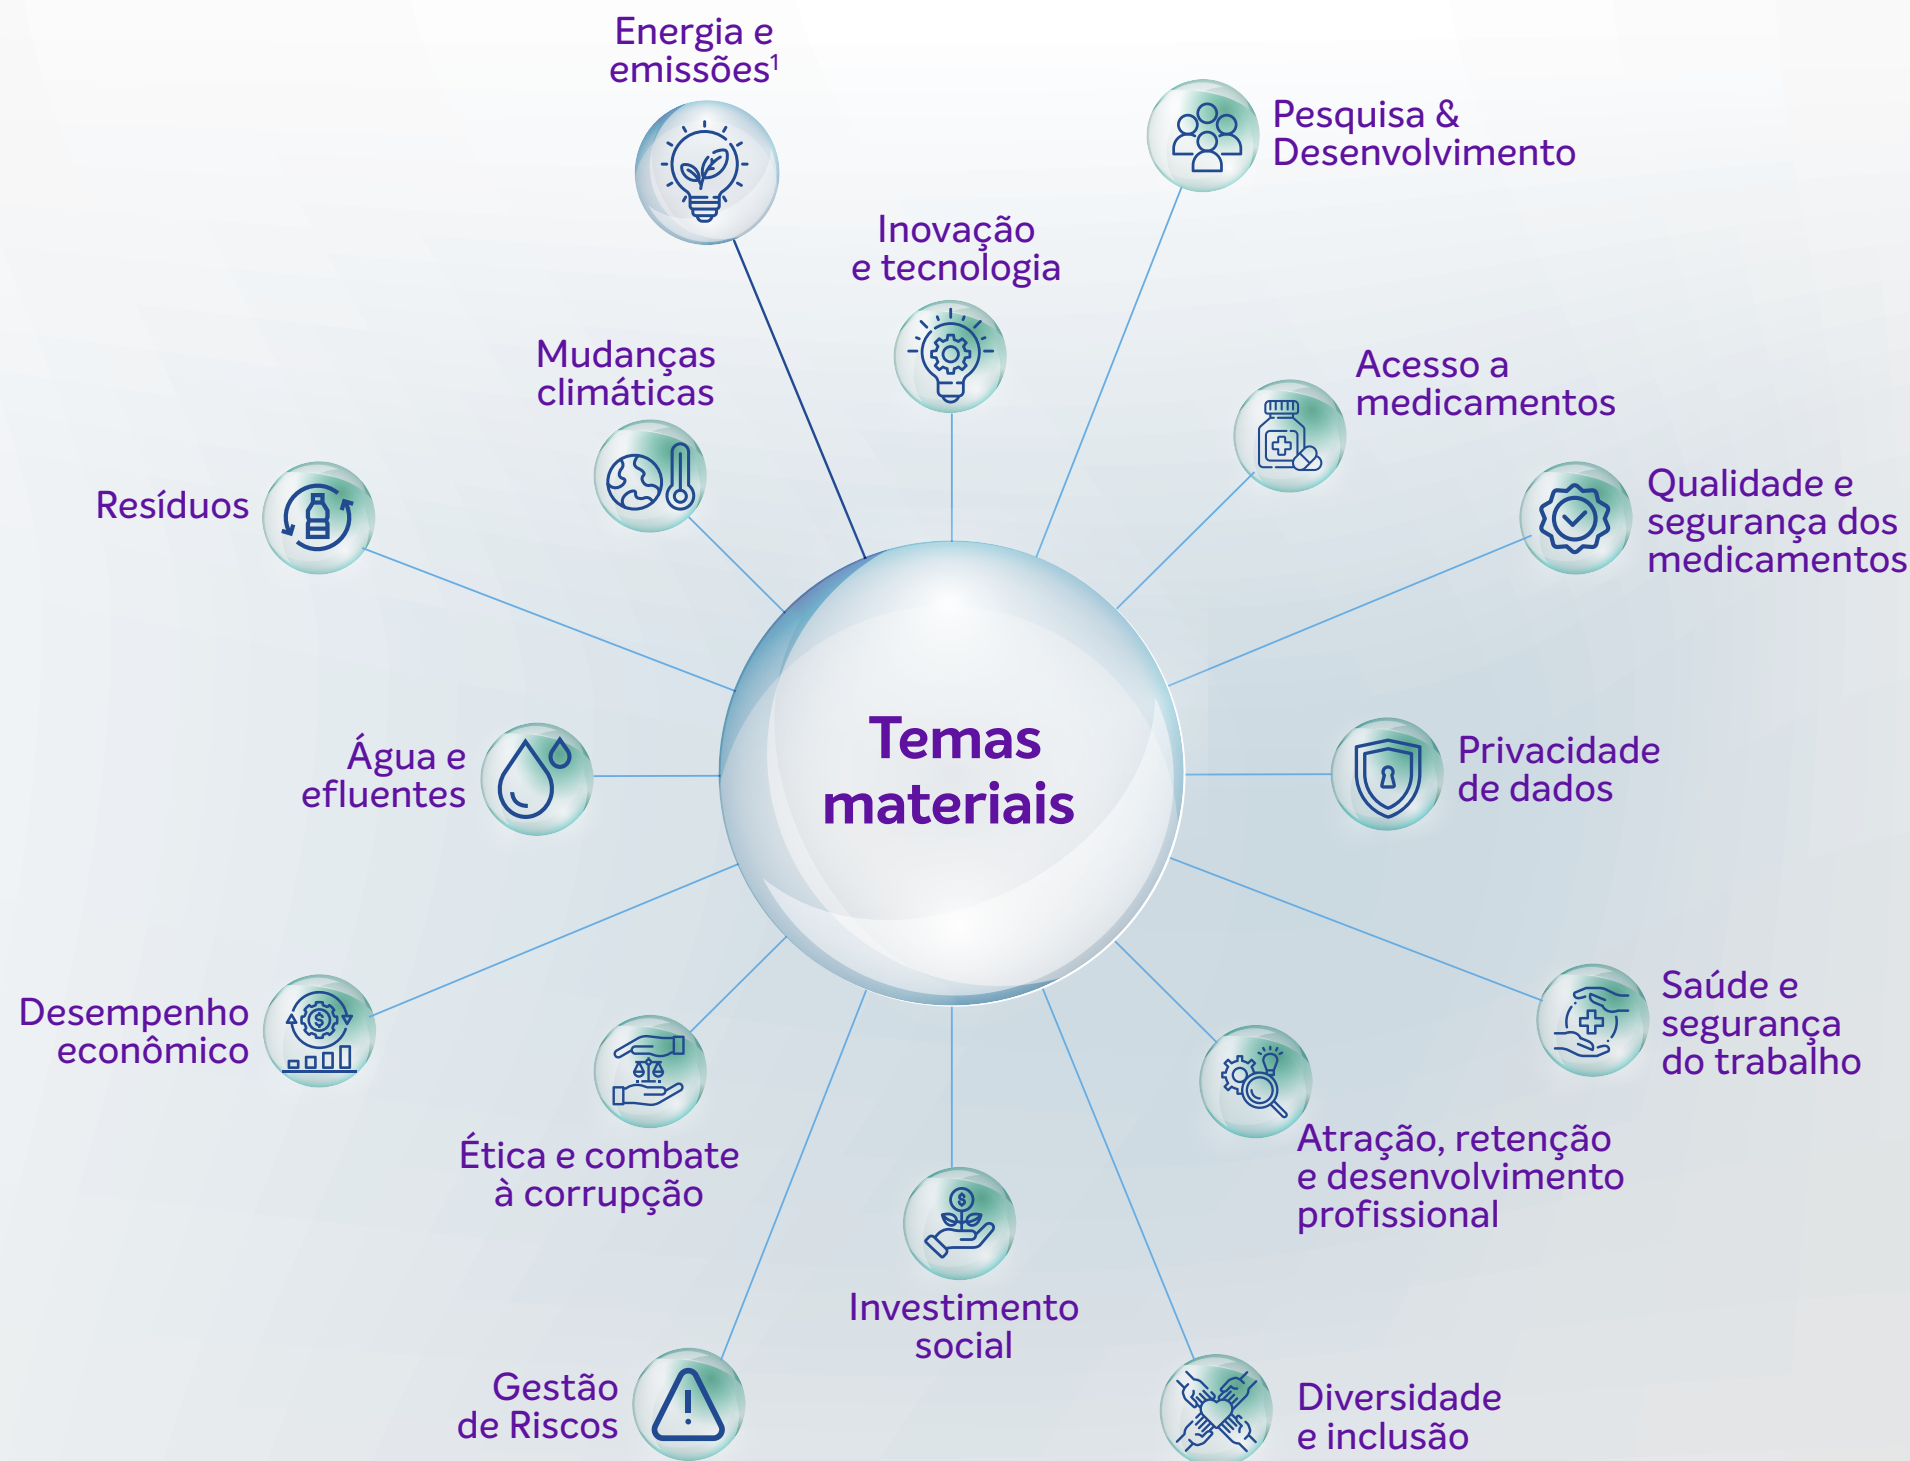 Energia e
emissões¹
Pesquisa &
Desenvolvimento
Inovação
e tecnologia
Mudanças
climáticas
Acesso a
medicamentos
Resíduos
Qualidade e
segurança dos
medicamentos
Temas
materiais
Água e
efluentes
Privacidade
de dados
Desempenho
econômico
Saúde e
segurança
do trabalho
Ética e combate
à corrupção
Atração, retenção
e desenvolvimento
profissional
Investimento
social
Gestão
de Riscos
Diversidade
e inclusão